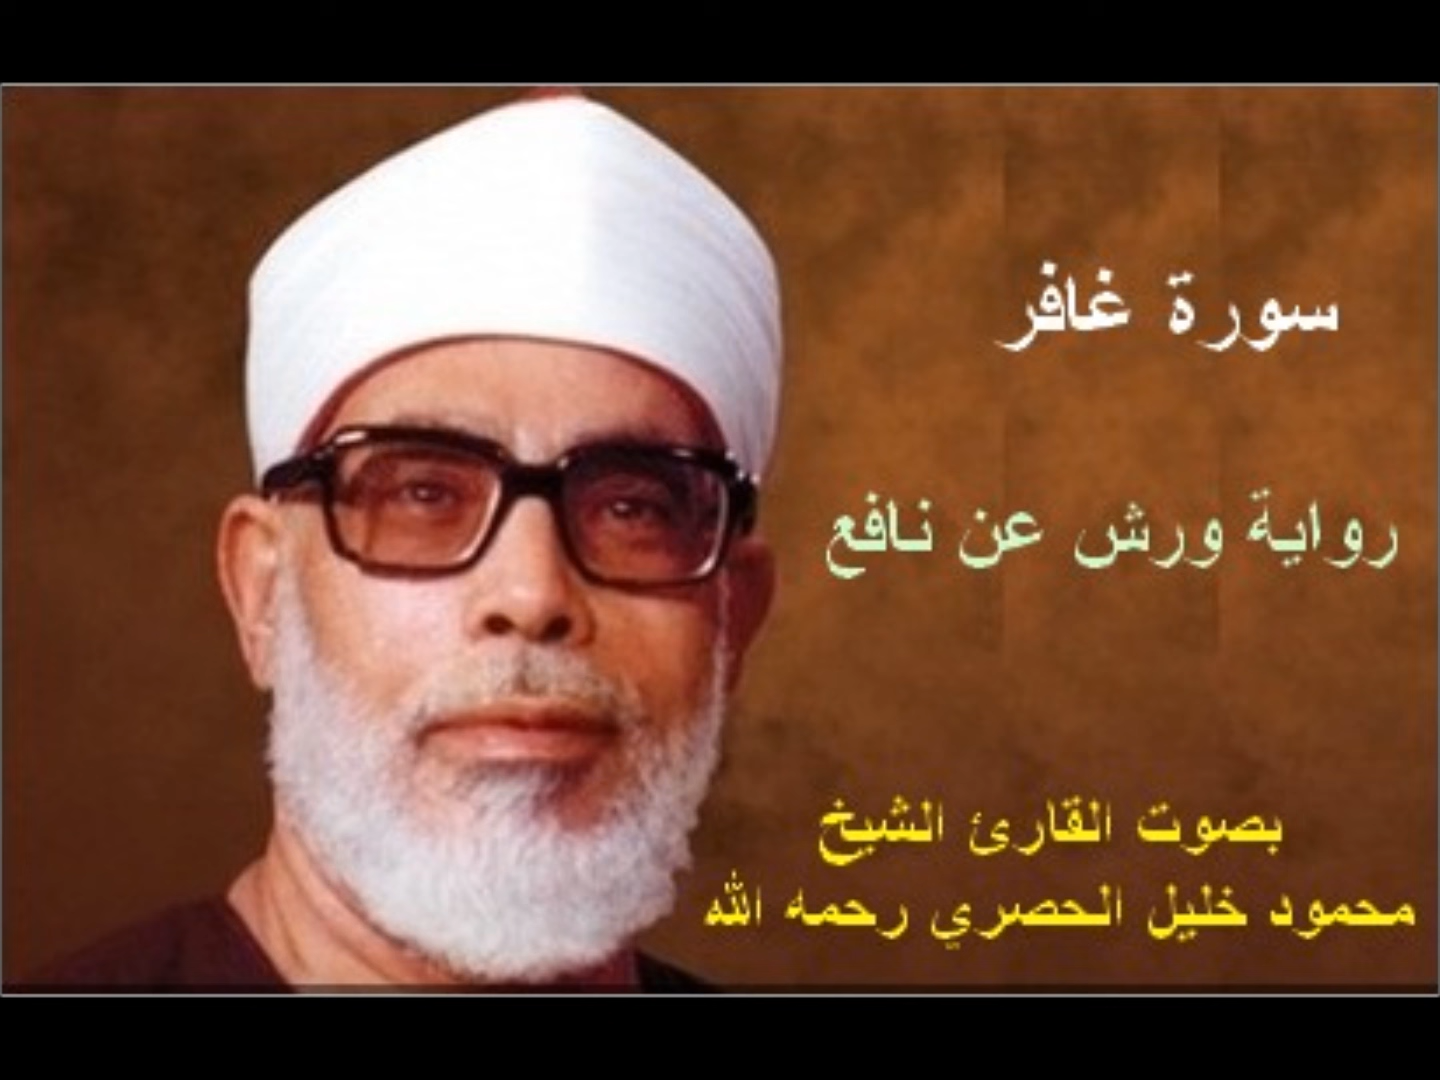 سورة غافر
رواية ورش عن نافع
بصوت القارئ الشيخ
محمود خليل الحصري رحمه الله